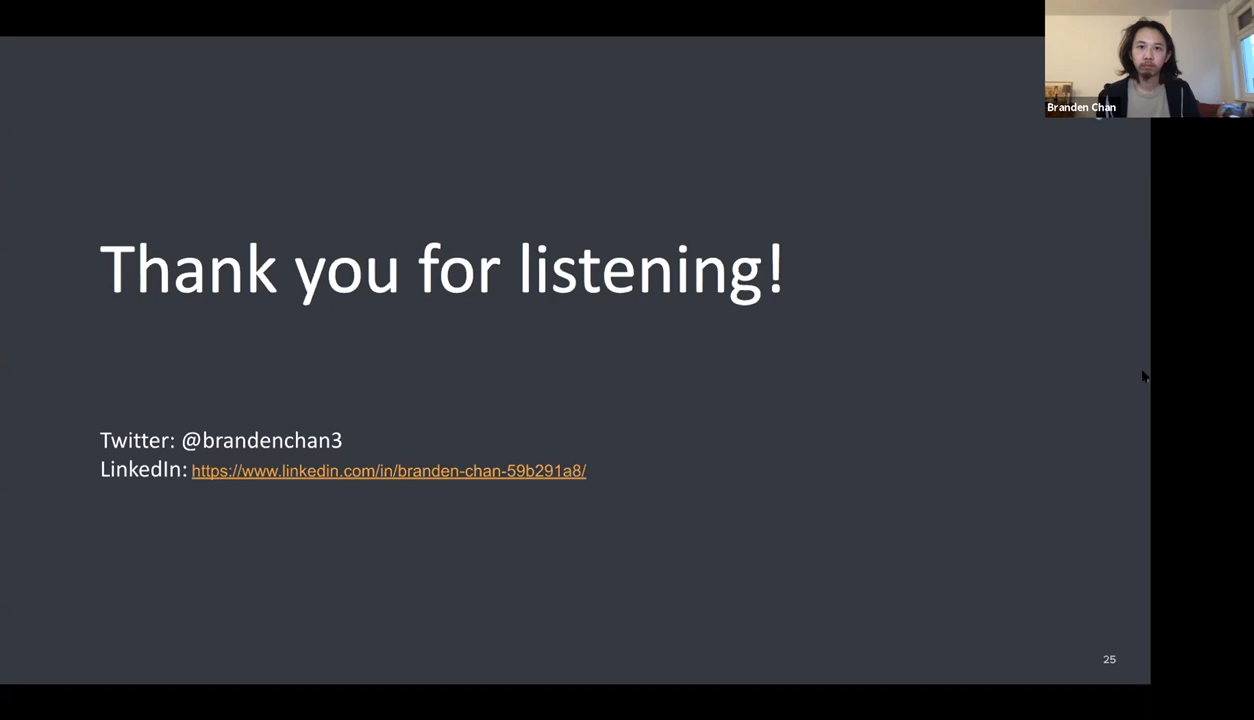 Branden Chan
Thank you for listening!
Twitter: @brandenchan3
LinkedIn: https://www.linkedin.com/in/branden-chan-59b291a8/
25